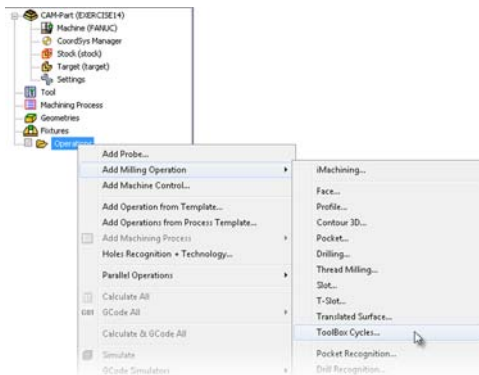 CAM-Part (EXERCISE14)
Machine (FANUC)
CoordSys Manager
Stock (stock)
Target (target)
Settings
Tool
Machining Process
Geometries
Fixtures
Operations
Add Probe...
Add Milling Operation
Add Machine Control...
Add Operation from Template...
Add Operations from Process Template...
Add Machining Process
Holes Recognition + Technology...
Parallel Operations
Calculate All
GCode All
Calculate & GCode All
Simulate
GCode Simulators
iMachining...
Face...
Profile...
Contour 3D...
Pocket...
Drilling...
Thread Milling...
Slot...
T-Slot...
Translated Surface...
ToolBox Cycles...
Pocket Recognition...
Drill Recognition...